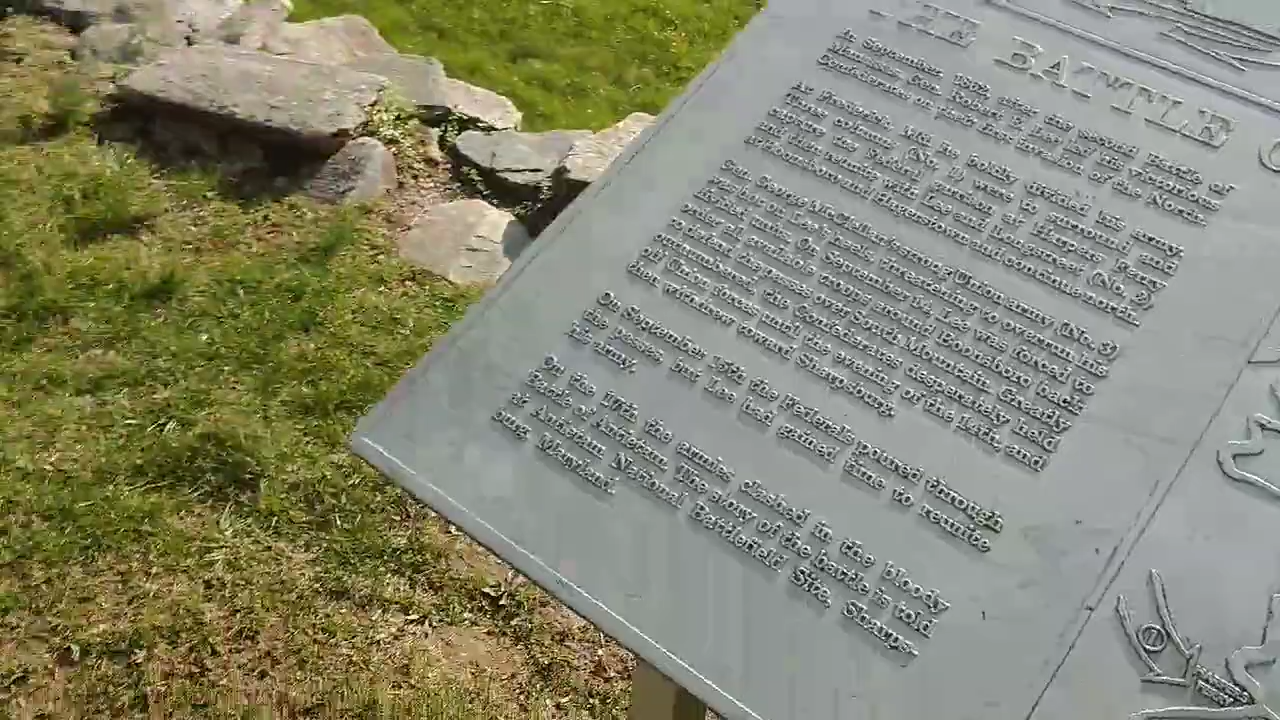 THE BATTLE
In September, 1862, after the second Battle of
Manassas, Gen. Robert E. Lee led his victorious
Confederates on their first invasion of the North.
At Frederick, Md. he boldly divided his army.
Three columns, (No. 1) went to surround and
capture the Federal garrison at Harpers Ferry
and then reunite with Lee and Longstreet (No. 2)
in Boonsboro and Hagerstown and continue north.
Gen. George McClellan's strong Union army (No. 3)
was hot on Lee's heels, threatening to overrun his
divided units. On September 14, Lee was forced to
order all available troops around Boonsboro back
to defend the passes over South Mountain. Greatly
outnumbered, the Confederates desperately held
off Union forces until the evening of the 14th, and
then withdrew toward Sharpsburg.
On September 15th the Federals poured through
the passes, but Lee had gained time to reunite
his army.
On the 17th, the armies clashed in the bloody
Battle of Antietam. The story of the battle is told
at Antietam National Battlefield Site, Sharps-
burg, Maryland.